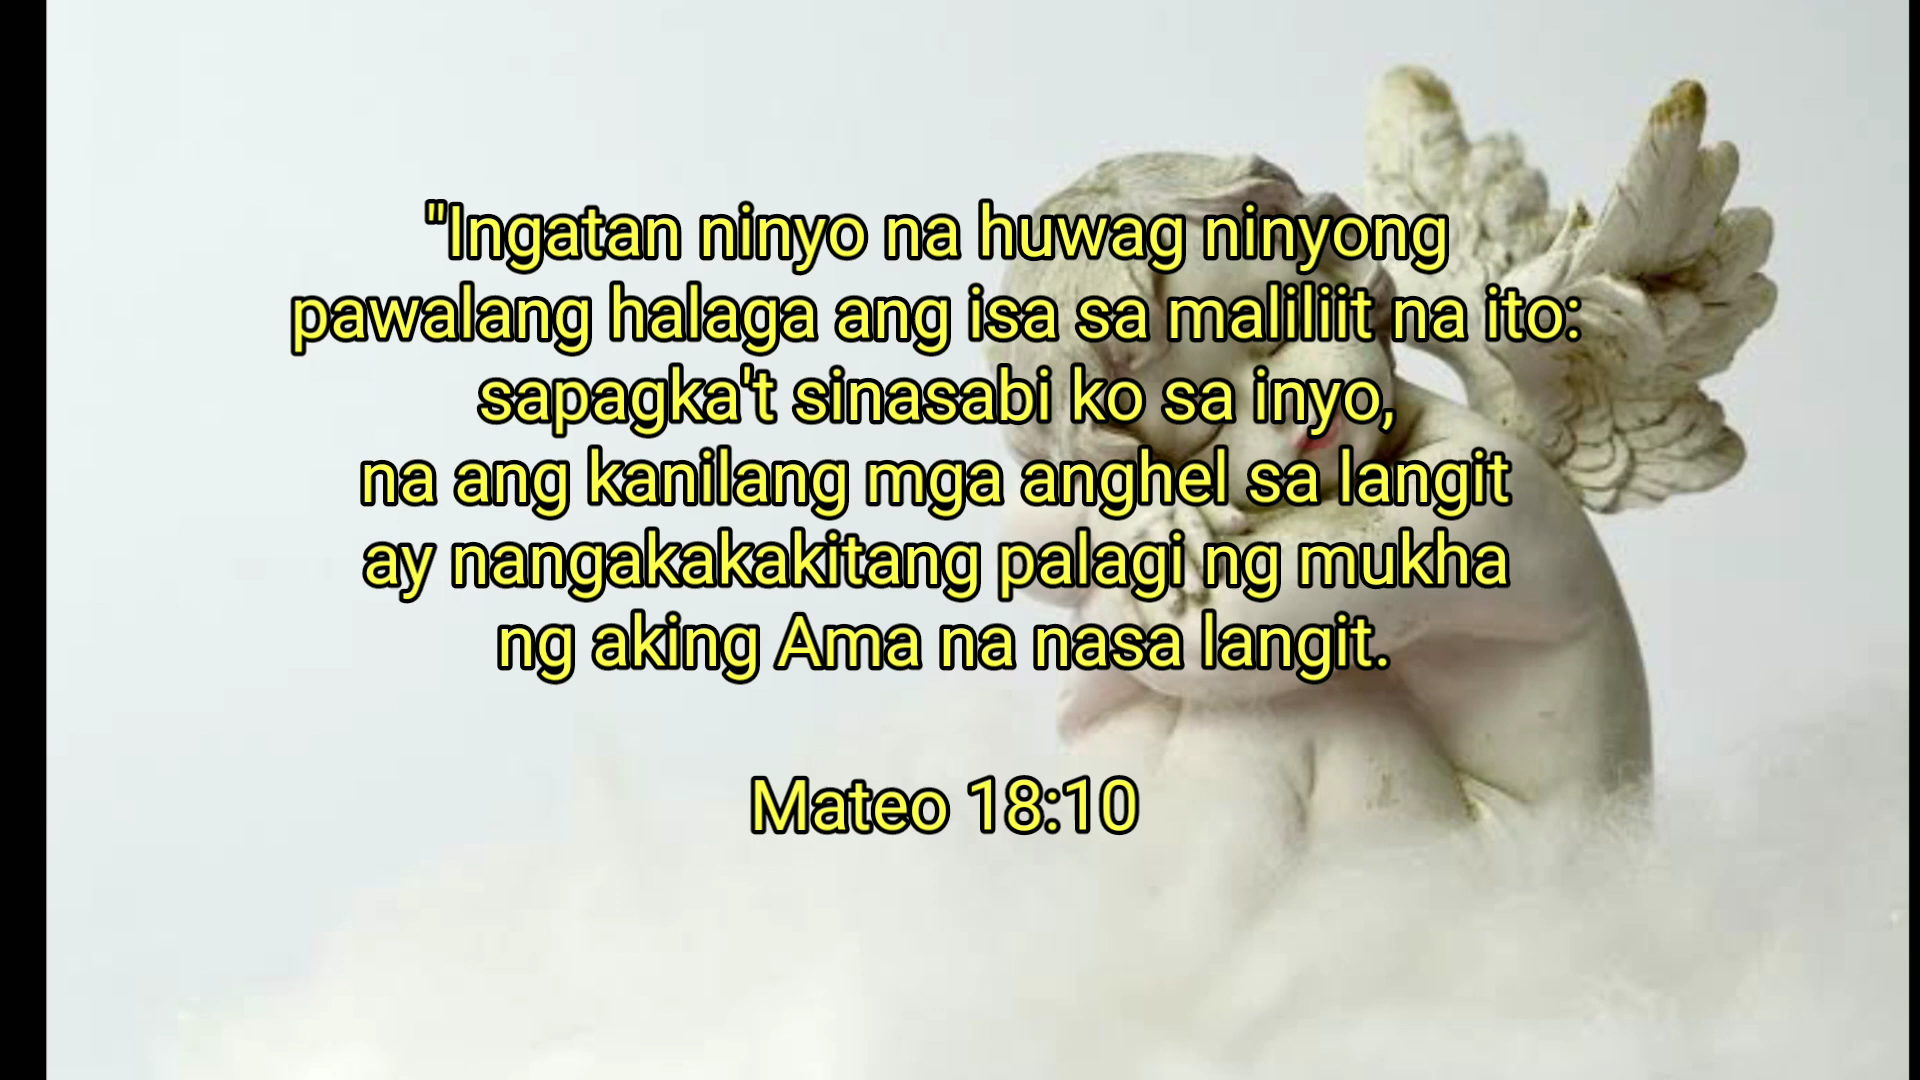 "Ingatan ninyo na huwag ninyong
pawalang halaga ang isa sa maliliit na ito:
sapagka't sinasabi ko sa inyo,
na ang kanilang mga anghel sa langit
ay nangakakakitang palagi ng mukha
ng aking Ama na nasa langit.
Mateo 18:10